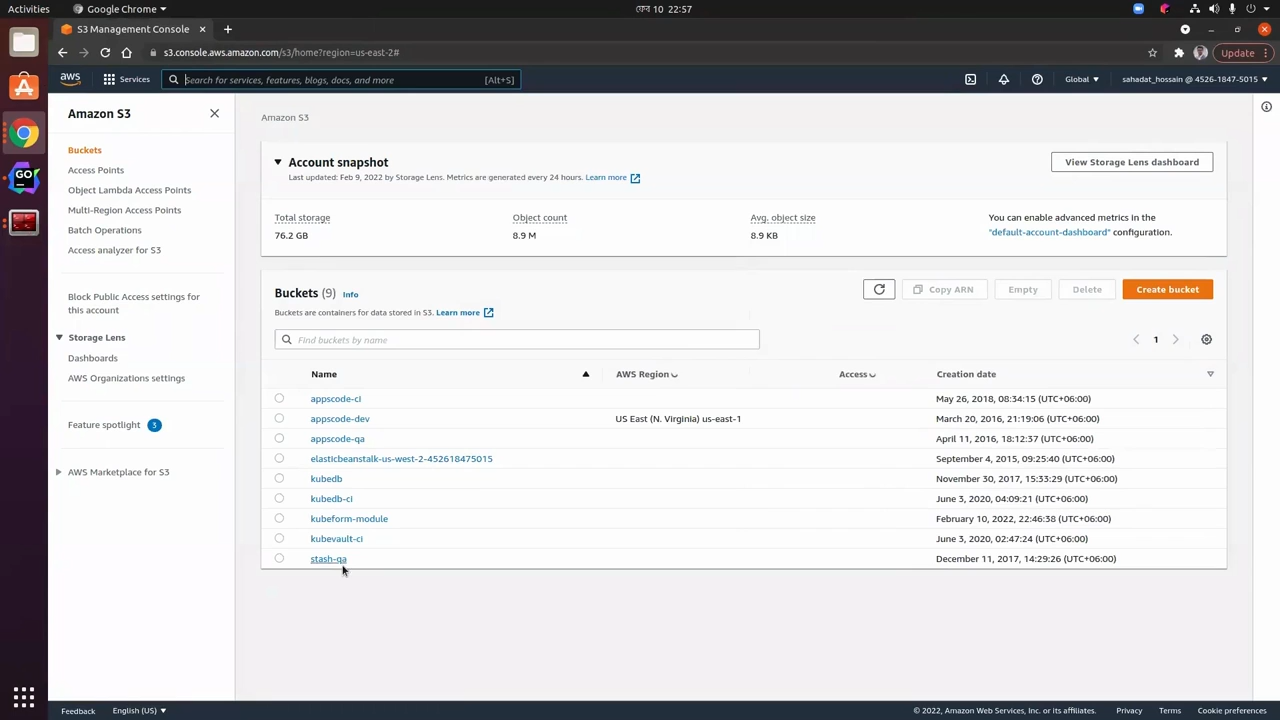 Activities
Google Chrome
ফেব 10 22:57
S3 Management Console
s3.console.aws.amazon.com/s3/home?region=us-east-2#
Update
aws
Services
Search for services, features, blogs, docs, and more
[Alt+S]
Global
sahadat_hossain @ 4526-1847-5015
Amazon S3
Buckets
Access Points
Object Lambda Access Points
Multi-Region Access Points
Batch Operations
Access analyzer for S3
Block Public Access settings for
this account
Storage Lens
Dashboards
AWS Organizations settings
Feature spotlight 3
AWS Marketplace for S3
Amazon S3
Account snapshot
Last updated: Feb 9, 2022 by Storage Lens. Metrics are generated every 24 hours. Learn more
View Storage Lens dashboard
Total storage
76.2 GB
Object count
8.9 M
Avg. object size
8.9 KB
You can enable advanced metrics in the
"default-account-dashboard" configuration.
Buckets (9) Info
Buckets are containers for data stored in S3. Learn more
Copy ARN
Empty
Delete
Create bucket
Find buckets by name
1
Name AWS Region Access Creation date
appscode-ci May 26, 2018, 08:34:15 (UTC+06:00)
appscode-dev US East (N. Virginia) us-east-1 March 20, 2016, 21:19:06 (UTC+06:00)
appscode-qa April 11, 2016, 18:12:37 (UTC+06:00)
elasticbeanstalk-us-west-2-452618475015 September 4, 2015, 09:25:40 (UTC+06:00)
kubedb November 30, 2017, 15:33:29 (UTC+06:00)
kubedb-ci June 3, 2020, 04:09:21 (UTC+06:00)
kubeform-module February 10, 2022, 22:46:38 (UTC+06:00)
kubevault-ci June 3, 2020, 02:47:24 (UTC+06:00)
stash-qa December 11, 2017, 14:29:26 (UTC+06:00)
Feedback
English (US)
© 2022, Amazon Web Services, Inc. or its affiliates.
Privacy
Terms
Cookie preferences
GO